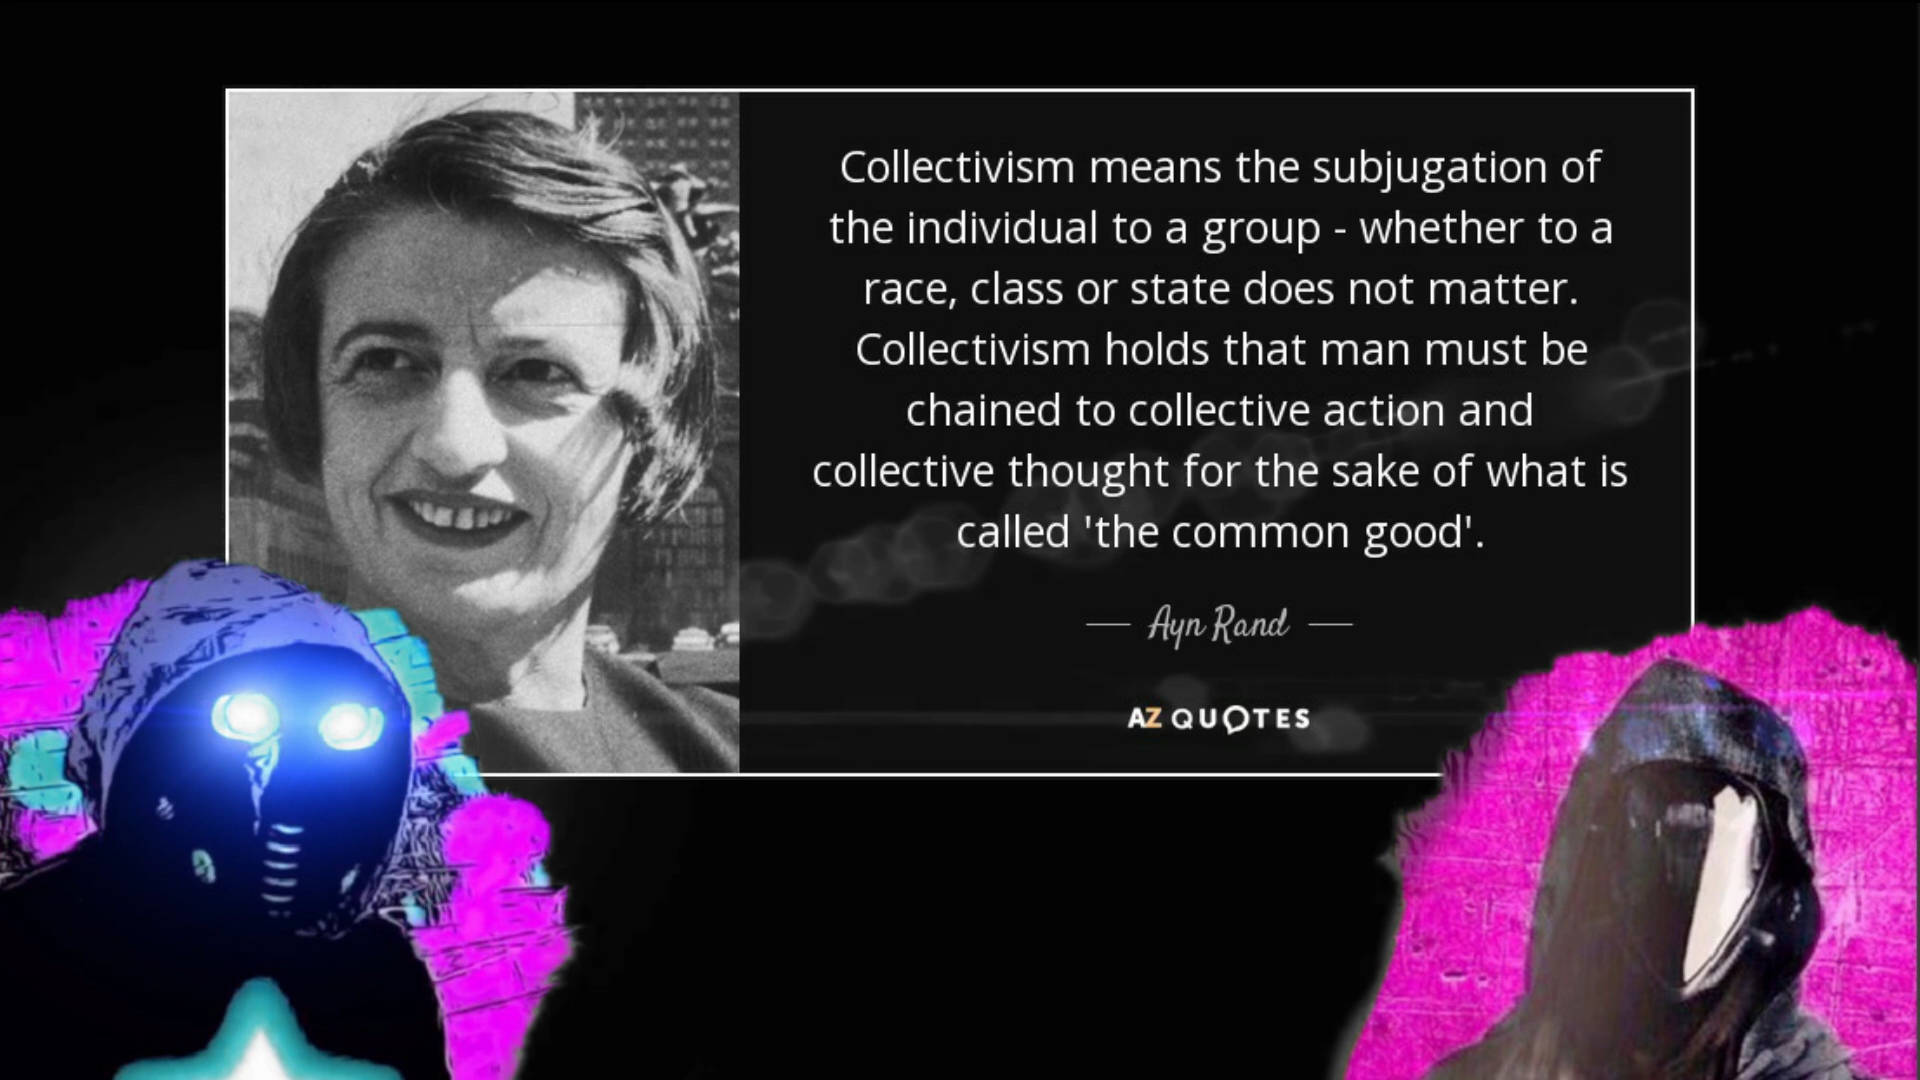 Collectivism means the subjugation of
the individual to a group - whether to a
race, class or state does not matter.
Collectivism holds that man must be
chained to collective action and
collective thought for the sake of what is
called 'the common good'.
Ayn Rand
AZ QUOTES